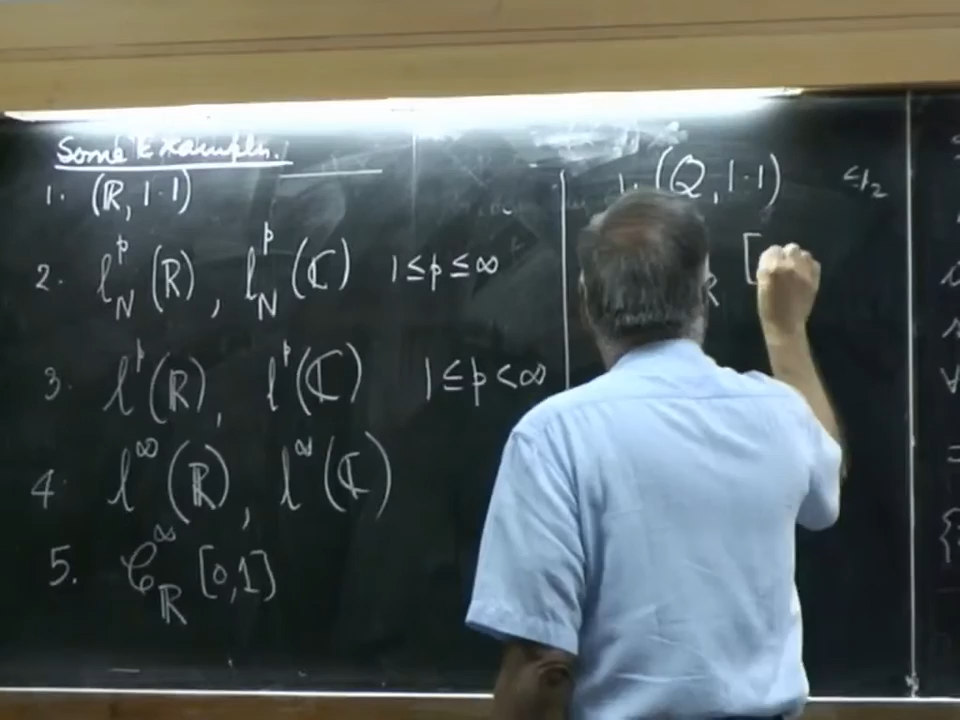 Some Examples.
1. (ℝ, |·|)
2. l^p_N (ℝ), l^p_N (ℂ) 1 ≤ p ≤ ∞
3. l^p (ℝ), l^p (ℂ) 1 ≤ p < ∞
4. l^∞ (ℝ), l^∞ (ℂ)
5. 𝒞^∞_ℝ [0,1]
1. (Q, |·|)
ℝ [